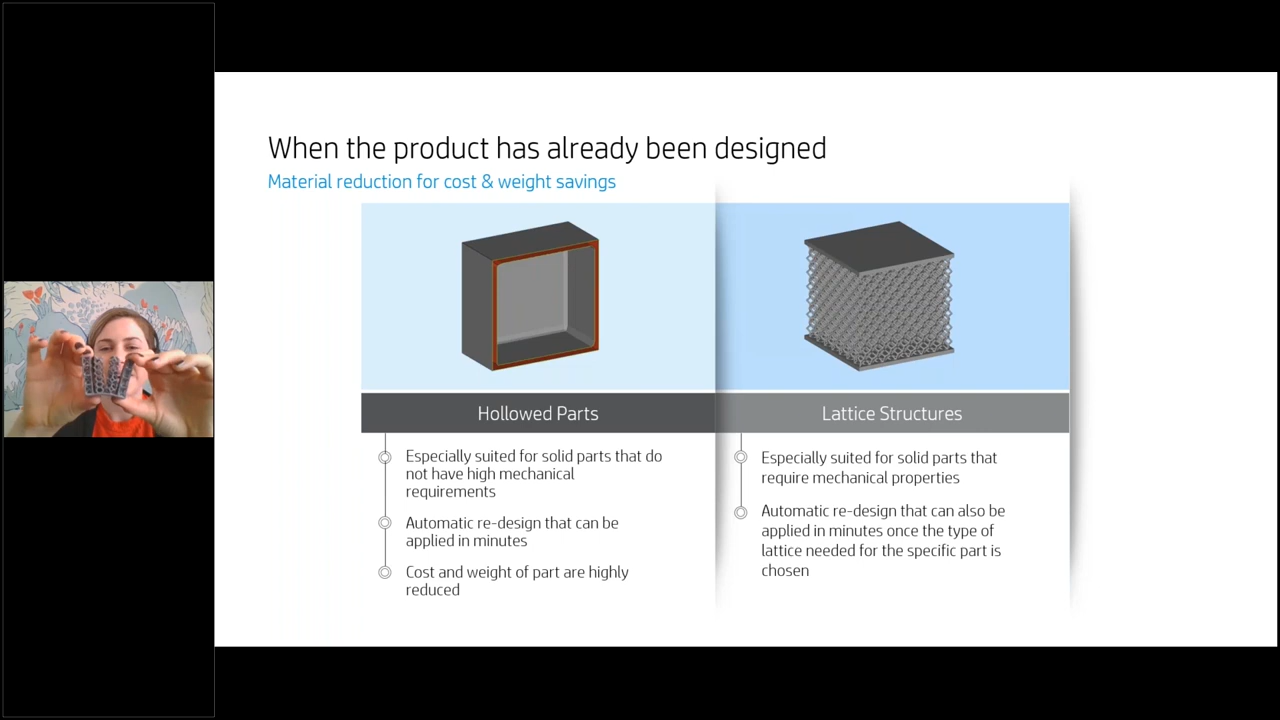 When the product has already been designed
Material reduction for cost & weight savings
Hollowed Parts
Especially suited for solid parts that do
not have high mechanical
requirements
Automatic re-design that can be
applied in minutes
Cost and weight of part are highly
reduced
Lattice Structures
Especially suited for solid parts that
require mechanical properties
Automatic re-design that can also be
applied in minutes once the type of
lattice needed for the specific part is
chosen